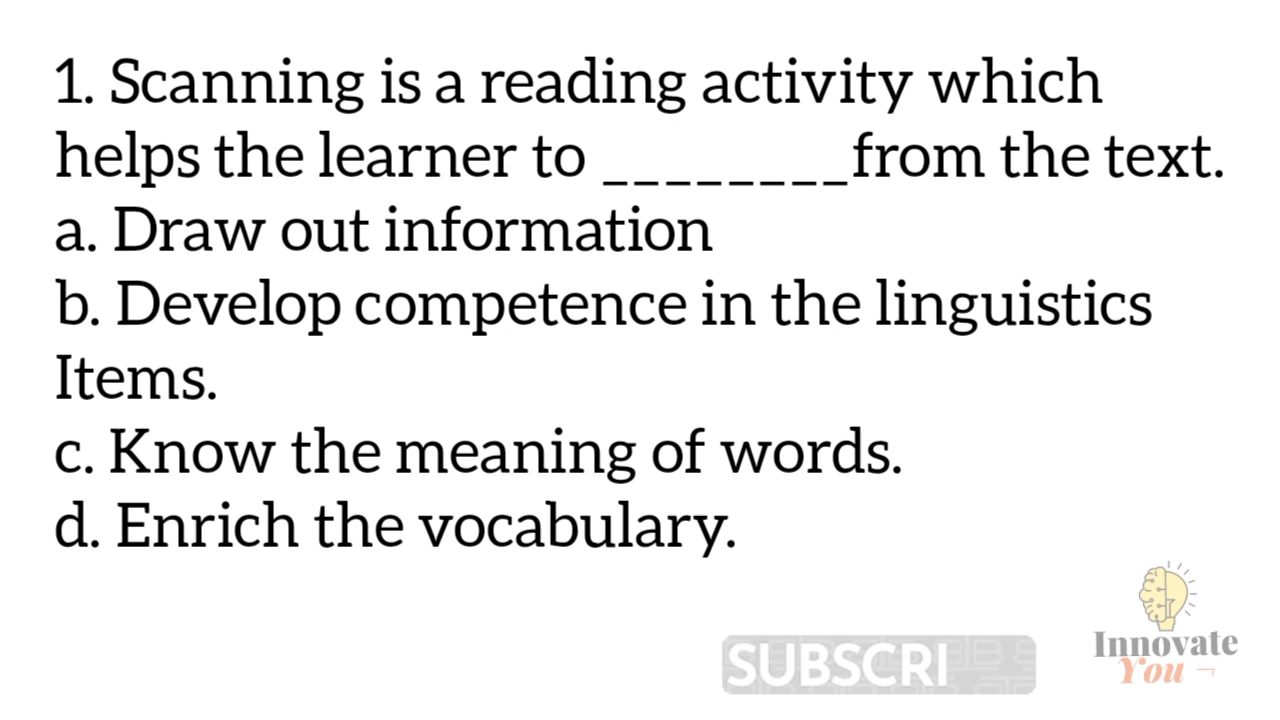 1. Scanning is a reading activity which
helps the learner to ________from the text.
a. Draw out information
b. Develop competence in the linguistics
Items.
c. Know the meaning of words.
d. Enrich the vocabulary.
SUBSCRI
Innovate
You